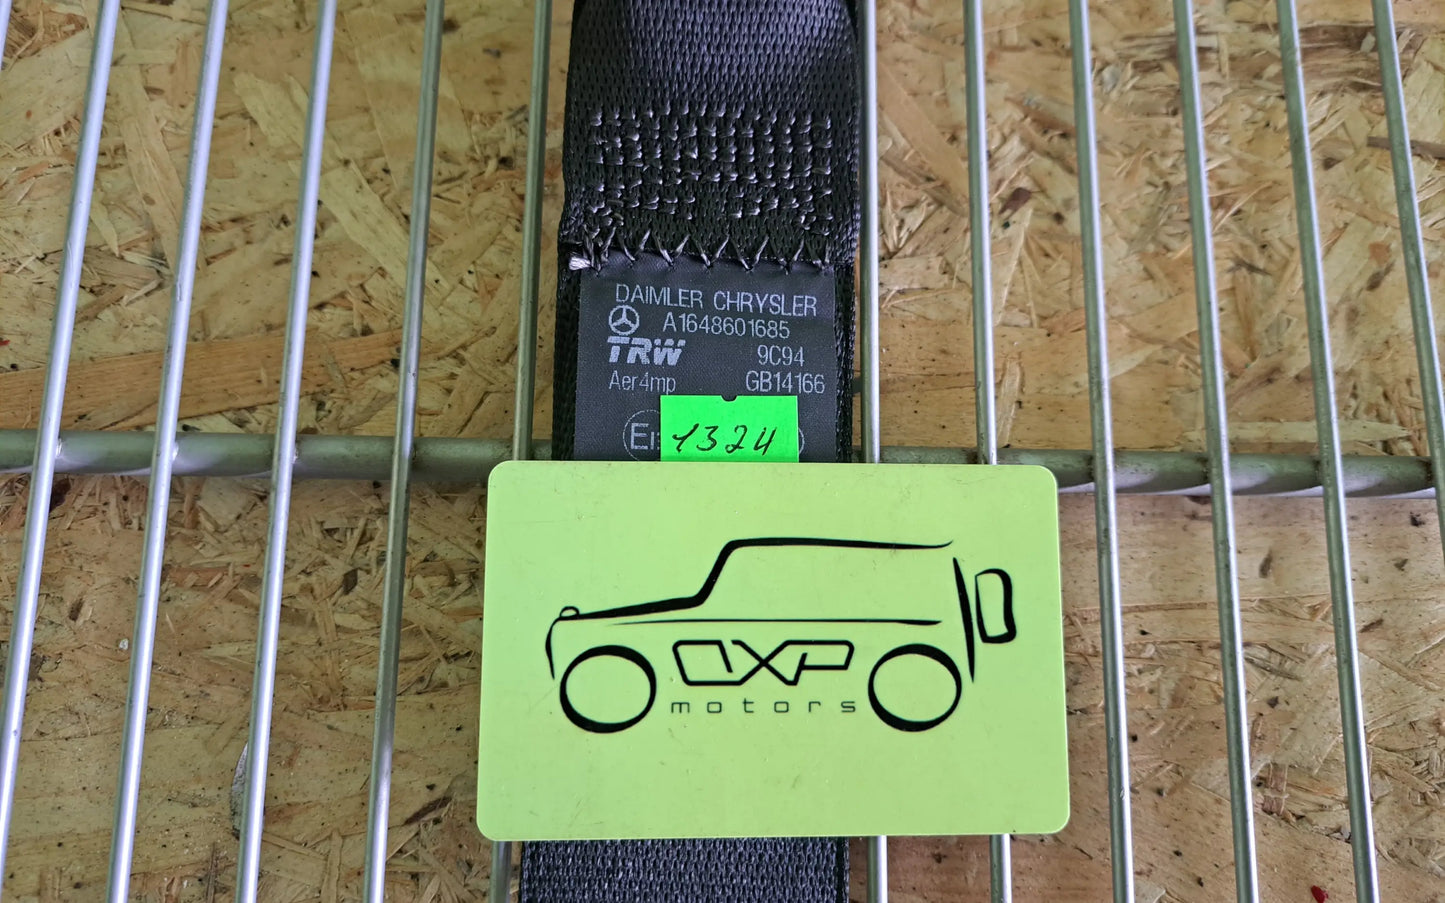 DAIMLER CHRYSLER
A1648601685
TRW 9C94
Aer4mp GB14166
1324
motors